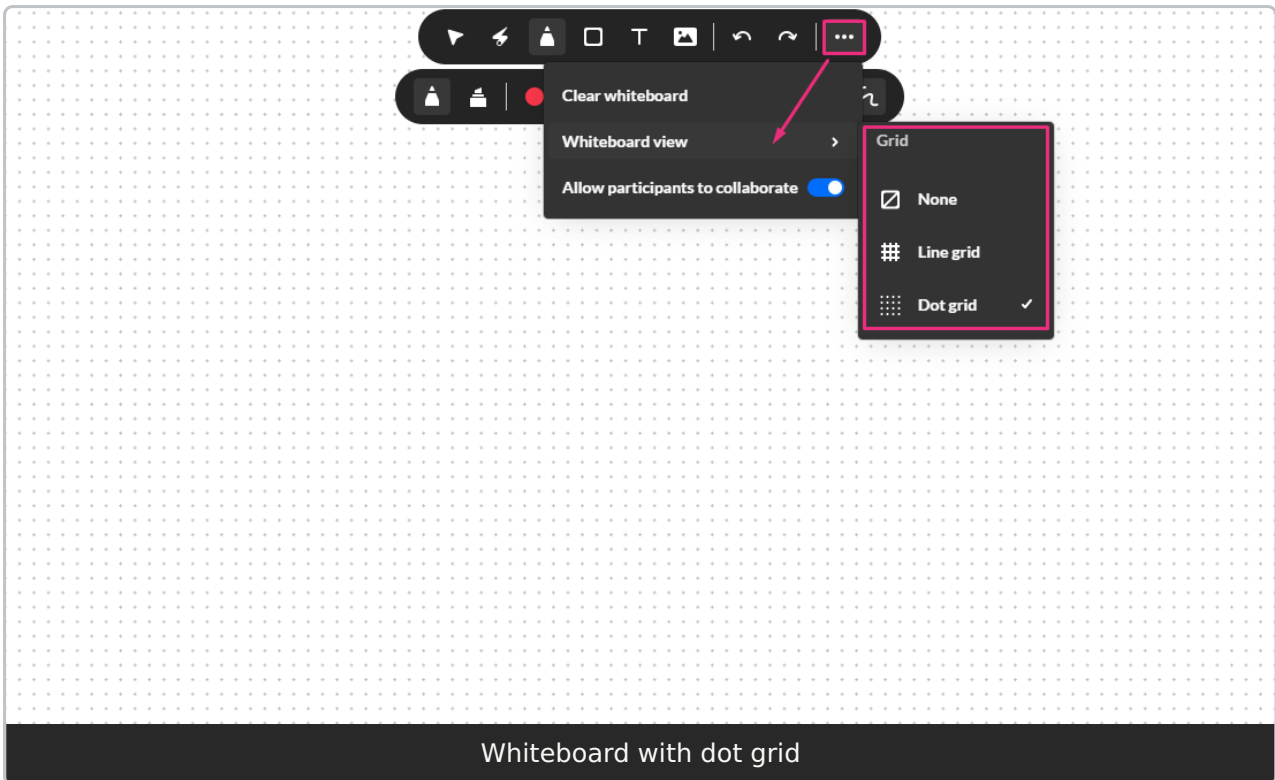 Clear whiteboard
Whiteboard view
Allow participants to collaborate
Grid
None
Line grid
Dot grid
Whiteboard with dot grid